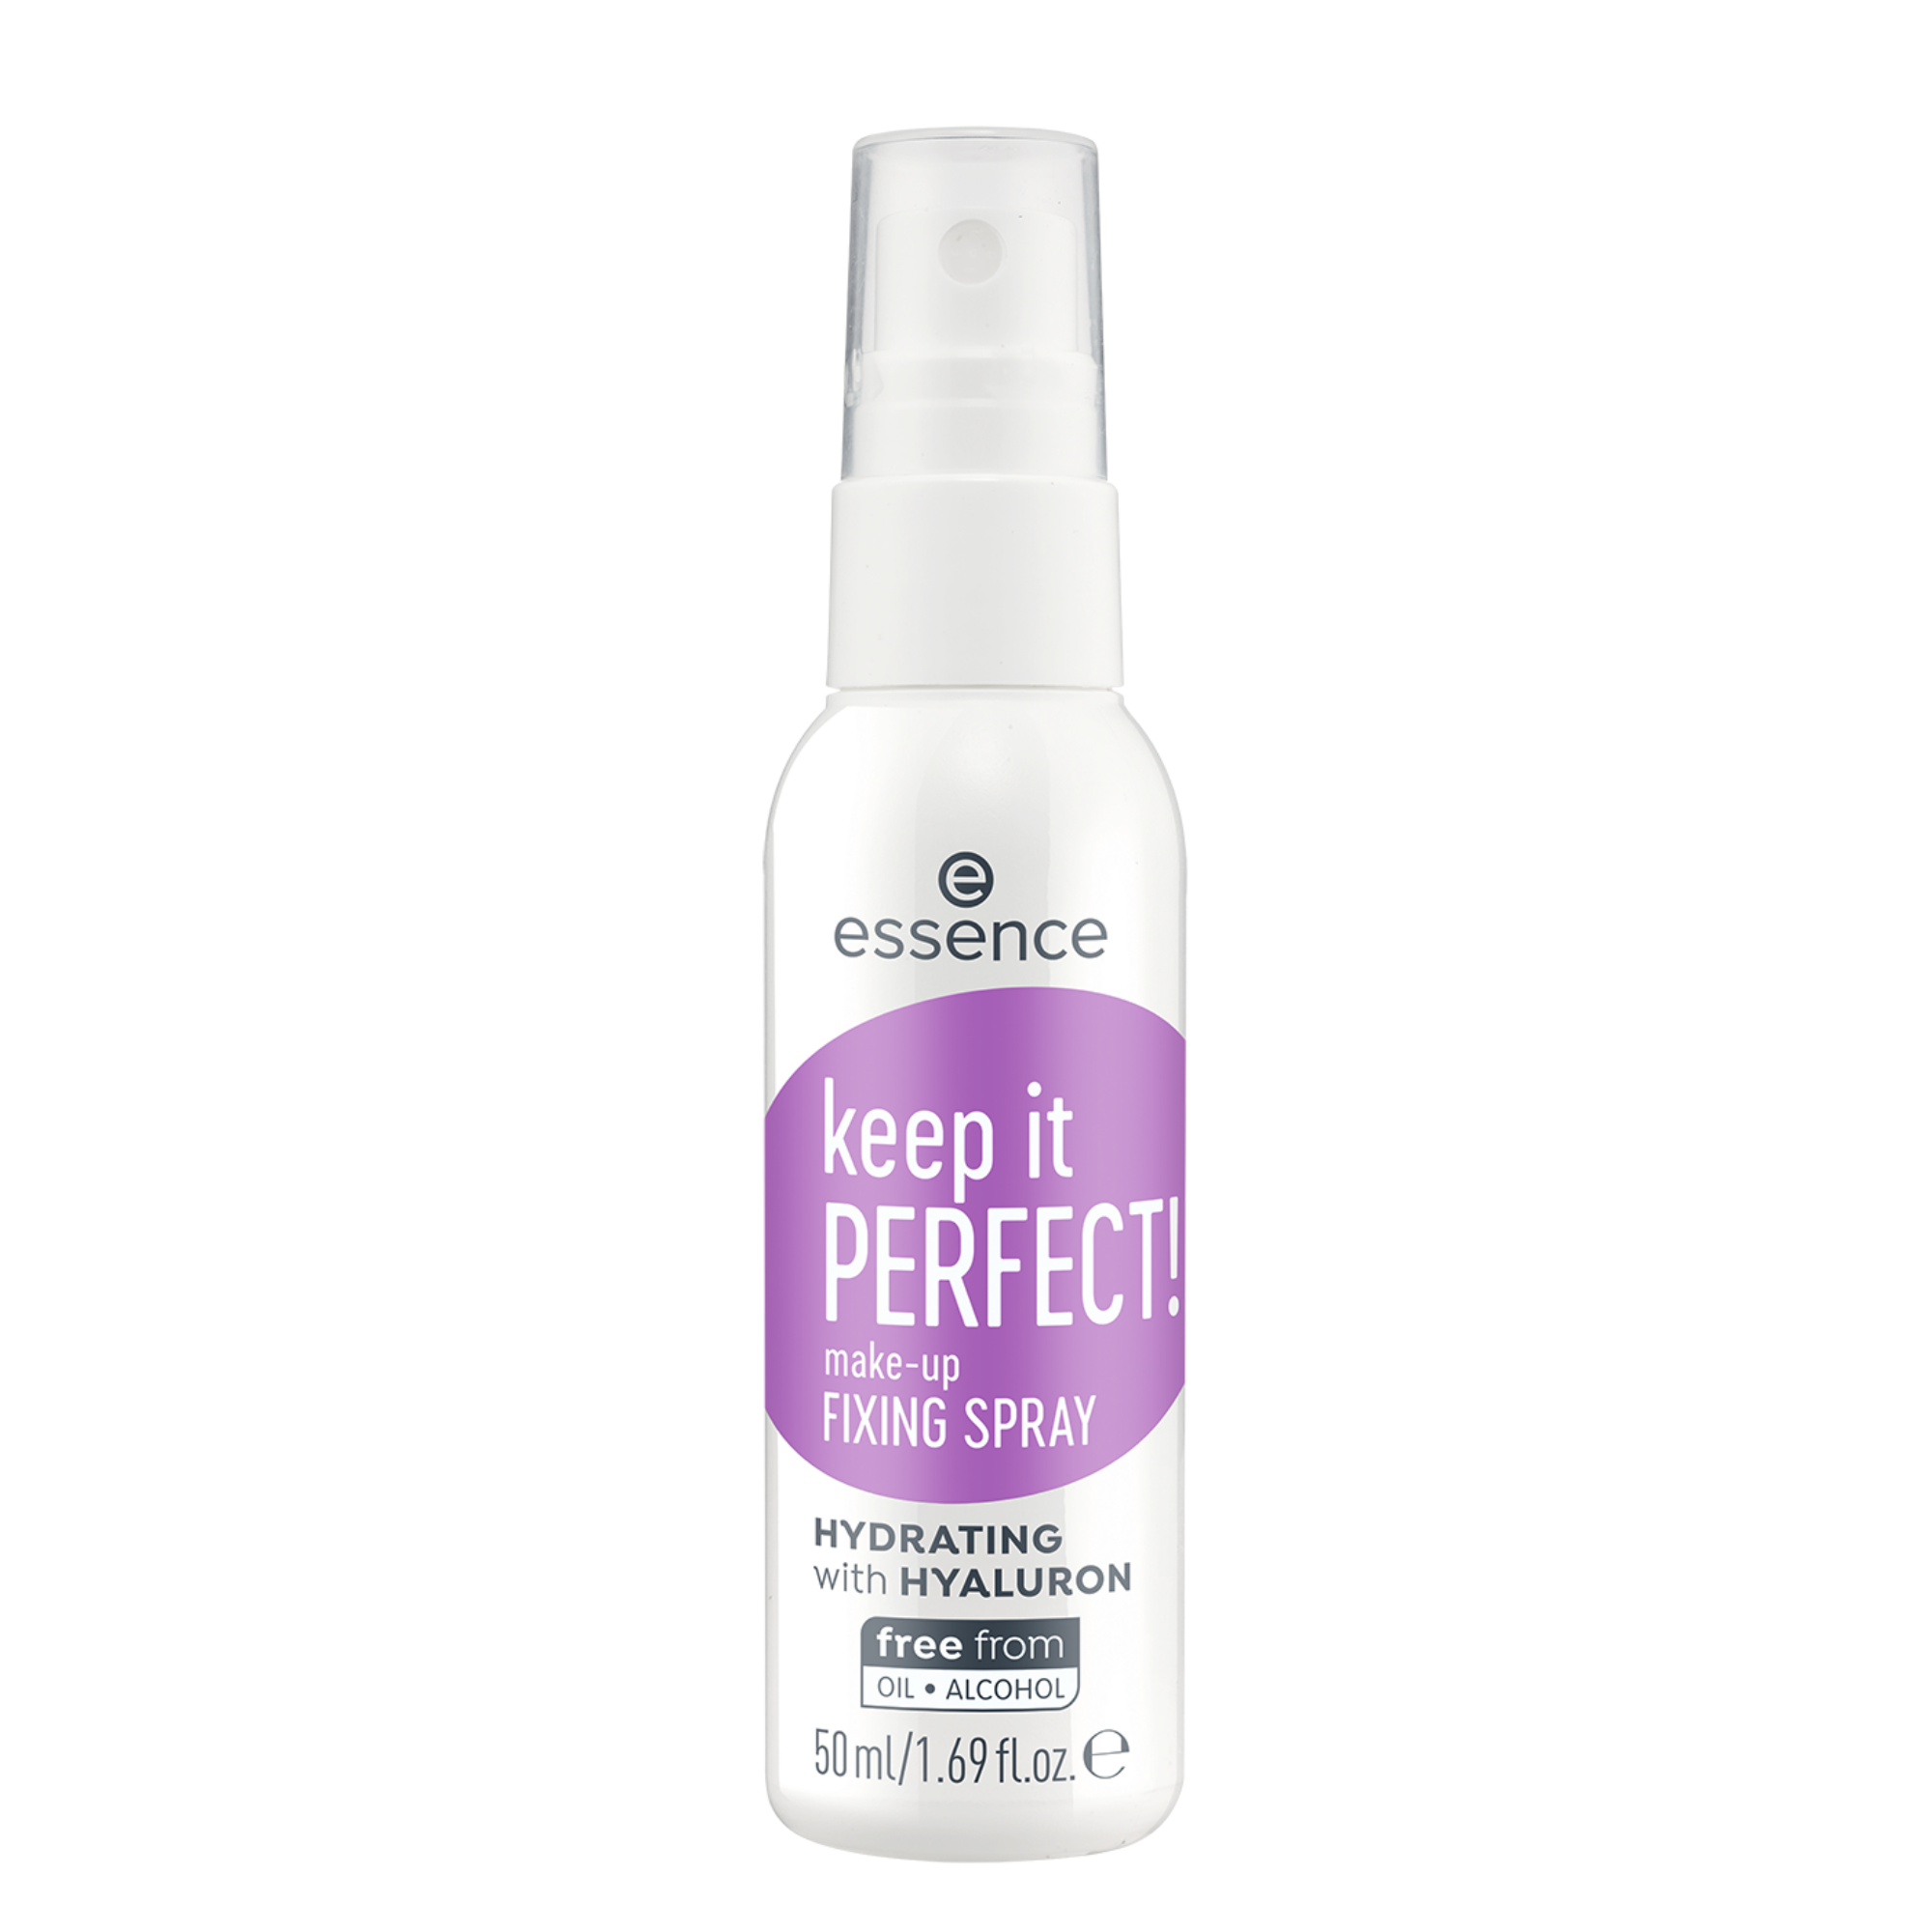 e
essence
keep it
PERFECT!
make-up
FIXING SPRAY
HYDRATING
with HYALURON
free from
OIL • ALCOHOL
50 ml/1.69 fl.oz. ℮